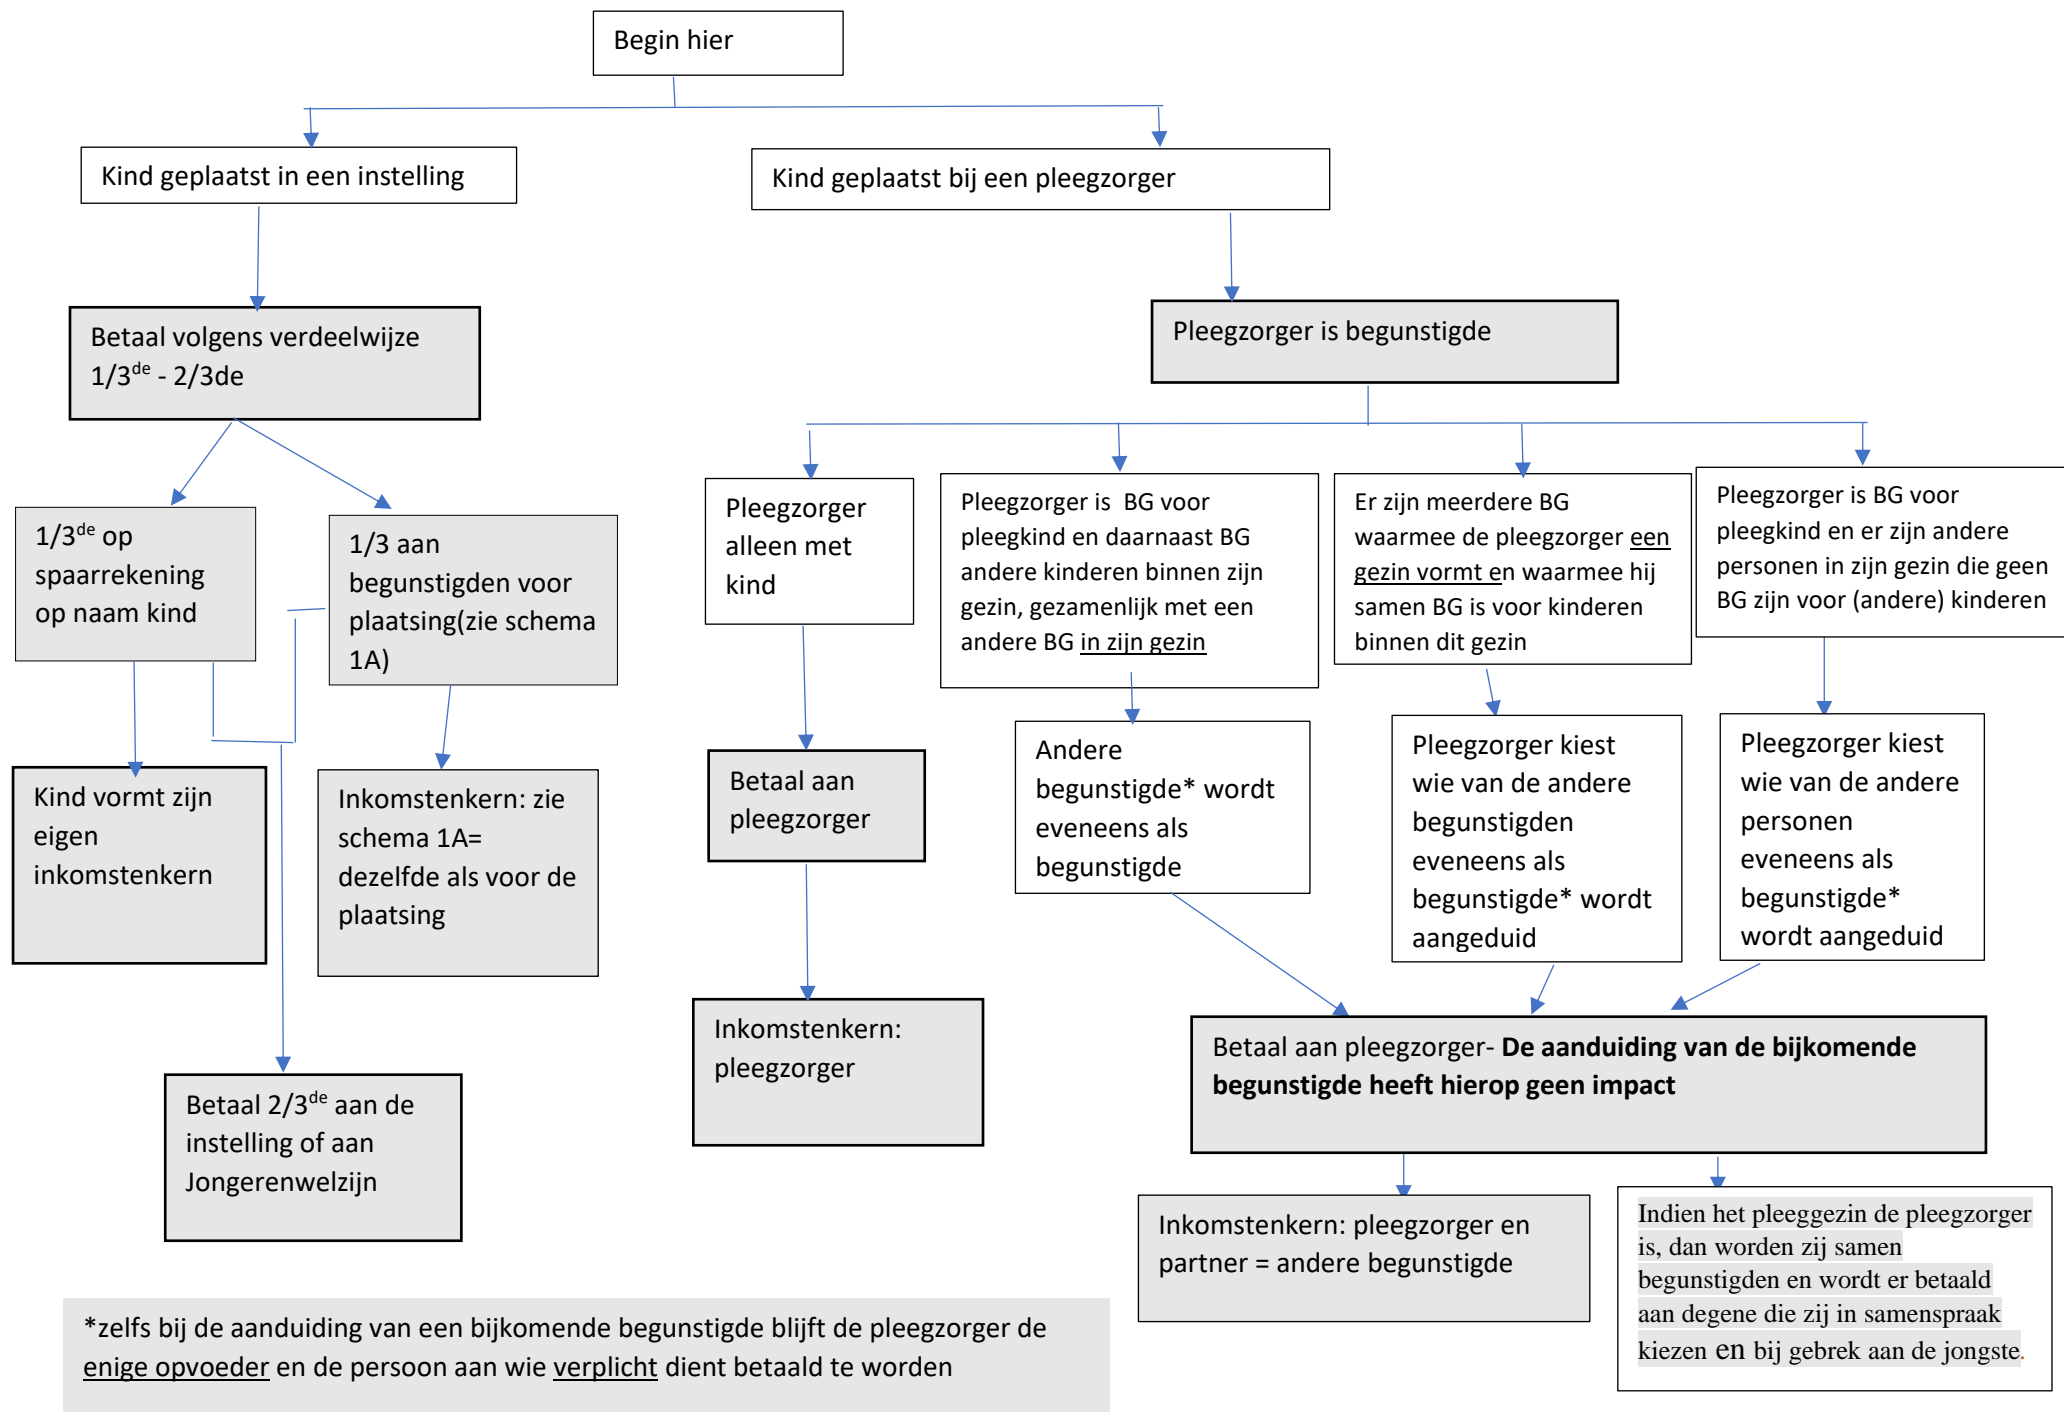 Begin hier
Kind geplaatst in een instelling
Kind geplaatst bij een pleegzorger
Betaal volgens verdeelwijze
1/3de - 2/3de
Pleegzorger is begunstigde
1/3de op
spaarrekening
op naam kind
1/3 aan
begunstigden voor
plaatsing(zie schema
1A)
Pleegzorger
alleen met
kind
Pleegzorger is  BG voor
pleegkind en daarnaast BG
andere kinderen binnen zijn
gezin, gezamenlijk met een
andere BG in zijn gezin
Er zijn meerdere BG
waarmee de pleegzorger een
gezin vormt en waarmee hij
samen BG is voor kinderen
binnen dit gezin
Pleegzorger is BG voor
pleegkind en er zijn andere
personen in zijn gezin die geen
BG zijn voor (andere) kinderen
Kind vormt zijn
eigen
inkomstenkern
Inkomstenkern: zie
schema 1A=
dezelfde als voor de
plaatsing
Betaal aan
pleegzorger
Andere
begunstigde* wordt
eveneens als
begunstigde
Pleegzorger kiest
wie van de andere
begunstigden
eveneens als
begunstigde* wordt
aangeduid
Pleegzorger kiest
wie van de andere
personen
eveneens als
begunstigde*
wordt aangeduid
Inkomstenkern:
pleegzorger
Betaal aan pleegzorger- De aanduiding van de bijkomende
begunstigde heeft hierop geen impact
Betaal 2/3de aan de
instelling of aan
Jongerenwelzijn
Inkomstenkern: pleegzorger en
partner = andere begunstigde
Indien het pleeggezin de pleegzorger
is, dan worden zij samen
begunstigden en wordt er betaald
aan degene die zij in samenspraak
kiezen en bij gebrek aan de jongste.
*zelfs bij de aanduiding van een bijkomende begunstigde blijft de pleegzorger de
enige opvoeder en de persoon aan wie verplicht dient betaald te worden